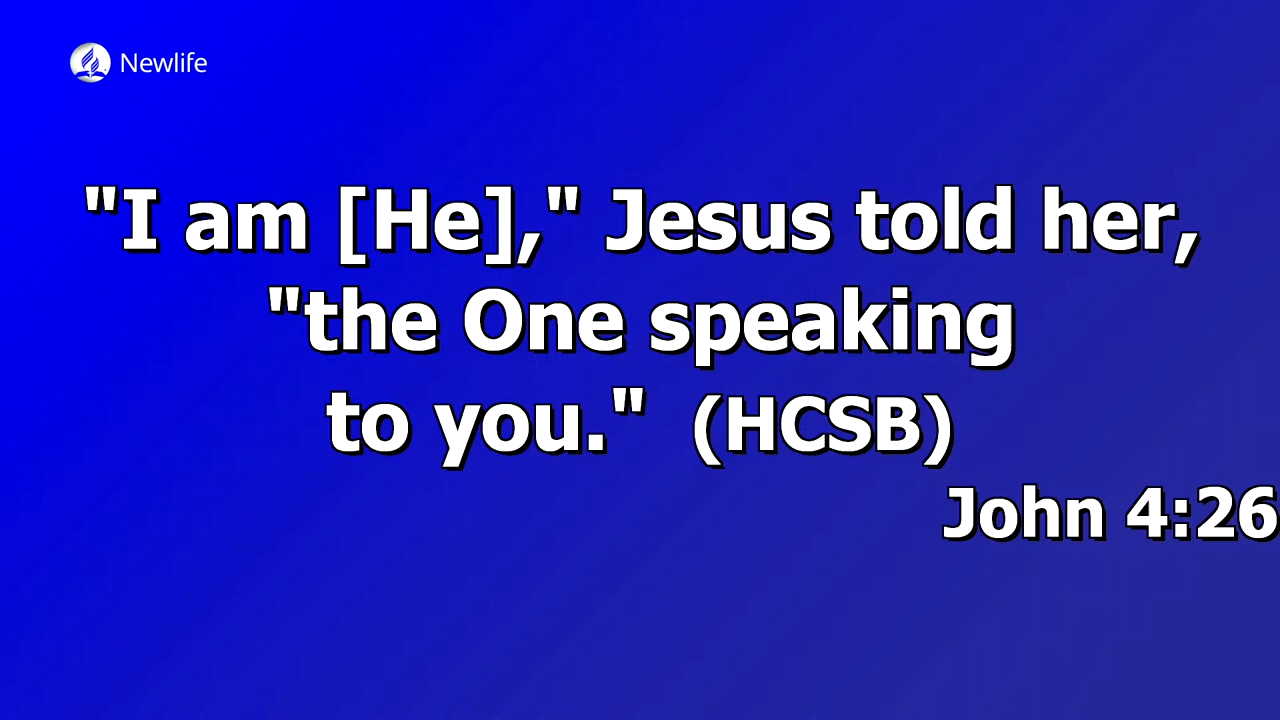 Newlife
"I am [He]," Jesus told her,
"the One speaking
to you." (HCSB)
John 4:26